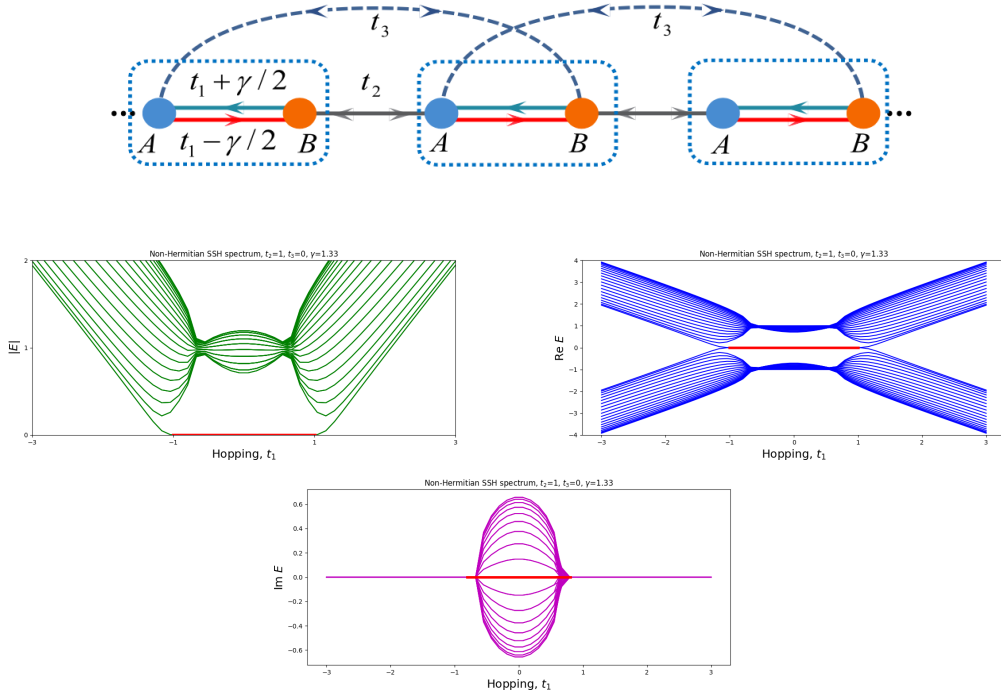 t₃ t₃
t₁ + γ / 2 t₂
••• •••
A t₁ − γ / 2 B A B A B
Non-Hermitian SSH spectrum, t₂=1, t₃=0, γ=1.33
|E|
2
1
0
−3 −1 1 3
Hopping, t₁
Non-Hermitian SSH spectrum, t₂=1, t₃=0, γ=1.33
Re E
4
3
2
1
0
−1
−2
−3
−4
−3 −2 −1 0 1 2 3
Hopping, t₁
Non-Hermitian SSH spectrum, t₂=1, t₃=0, γ=1.33
Im E
0.6
0.4
0.2
0.0
−0.2
−0.4
−0.6
−3 −2 −1 0 1 2 3
Hopping, t₁